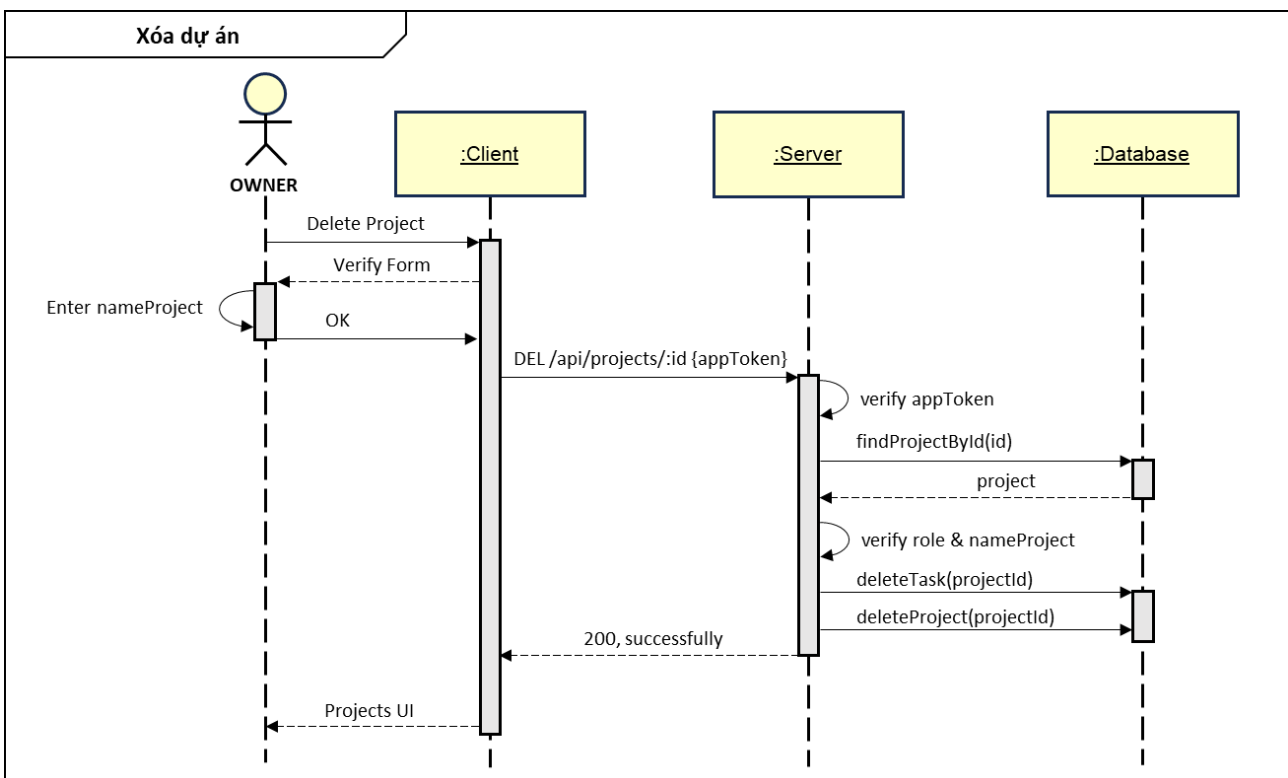 Xóa dự án
OWNER
:Client
:Server
:Database
Delete Project
Verify Form
Enter nameProject
OK
DEL /api/projects/:id {appToken}
verify appToken
findProjectById(id)
project
verify role & nameProject
deleteTask(projectId)
deleteProject(projectId)
200, successfully
Projects UI